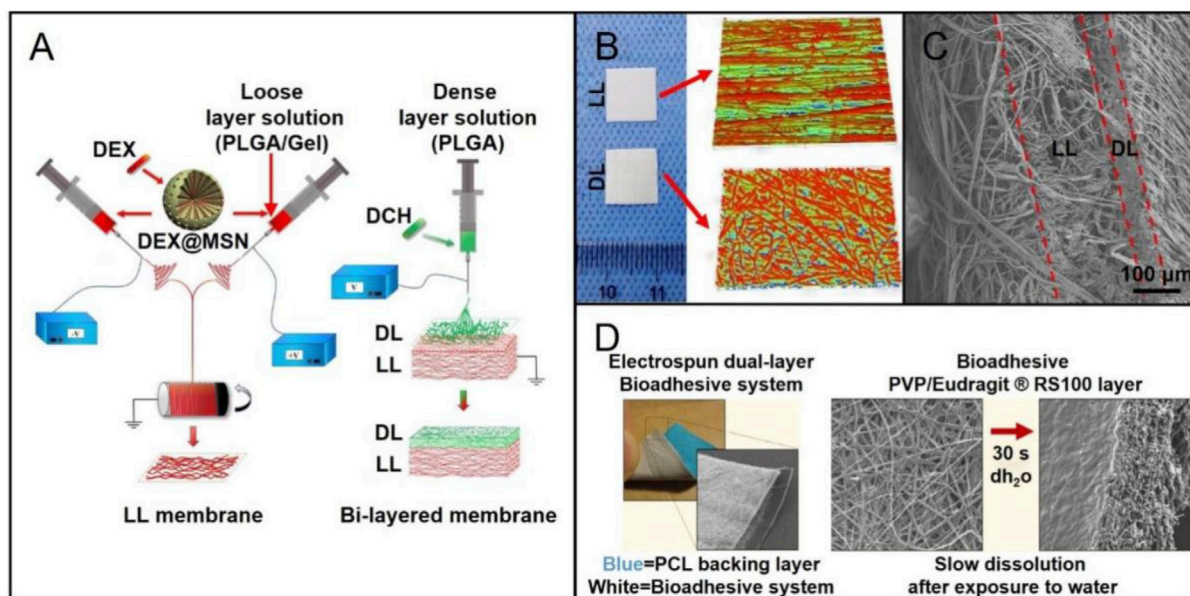 A
Loose
layer solution
(PLGA/Gel)
DEX
DEX@MSN
LL membrane
Dense
layer solution
(PLGA)
DCH
V
DL
LL
DL
LL
Bi-layered membrane
B
LL
DL
10 11
C
LL
DL
100 µm
D
Electrospun dual-layer
Bioadhesive system
Blue=PCL backing layer
White=Bioadhesive system
Bioadhesive
PVP/Eudragit ® RS100 layer
30 s
dh₂o
Slow dissolution
after exposure to water